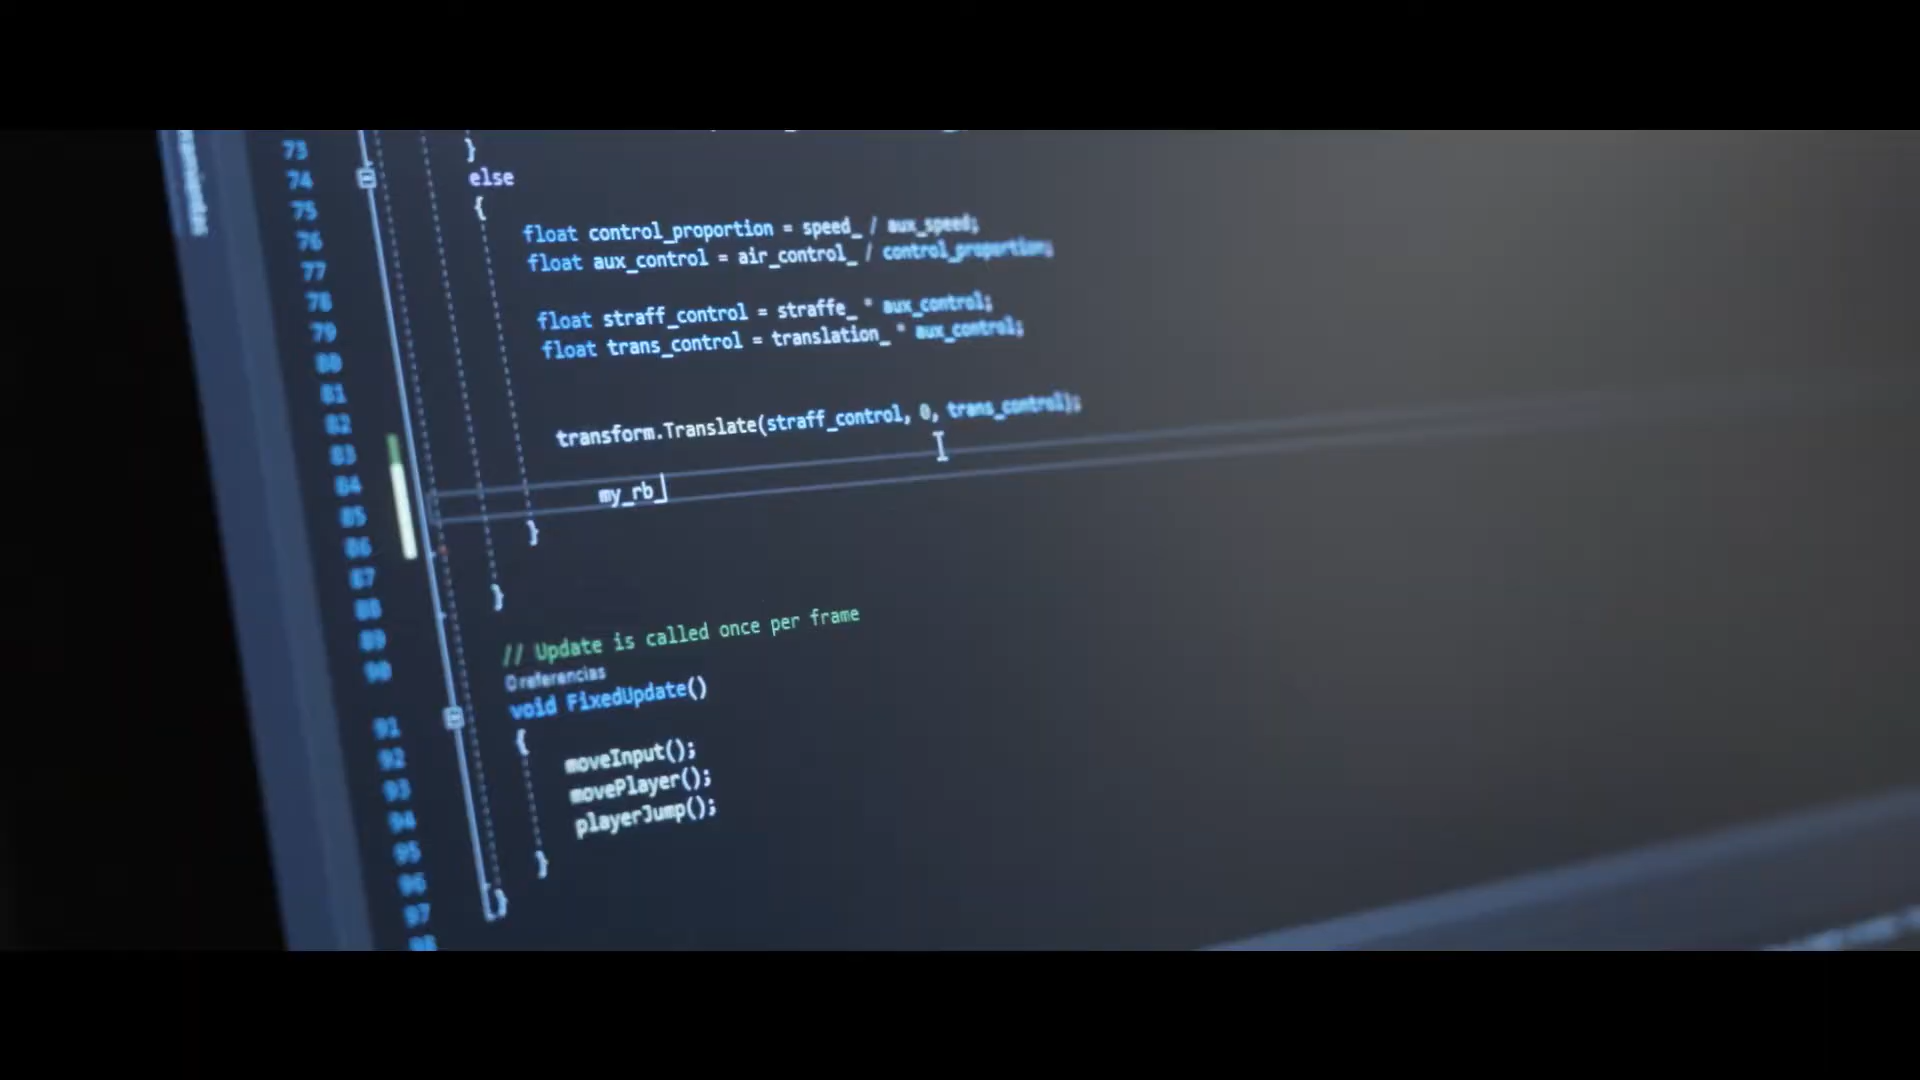 73 }
74 else
75 {
76 float control_proportion = speed_ / aux_speed;
77 float aux_control = air_control_ / control_proportion;
78
79 float straff_control = straffe_ * aux_control;
80 float trans_control = translation_ * aux_control;
81
82
83 transform.Translate(straff_control, 0, trans_control);
84
85 my_rb_
86 }
87
88 }
89
90 // Update is called once per frame
0 referencias
91 void FixedUpdate()
92 {
93 moveInput();
94 movePlayer();
95 playerJump();
96 }
97 }
98